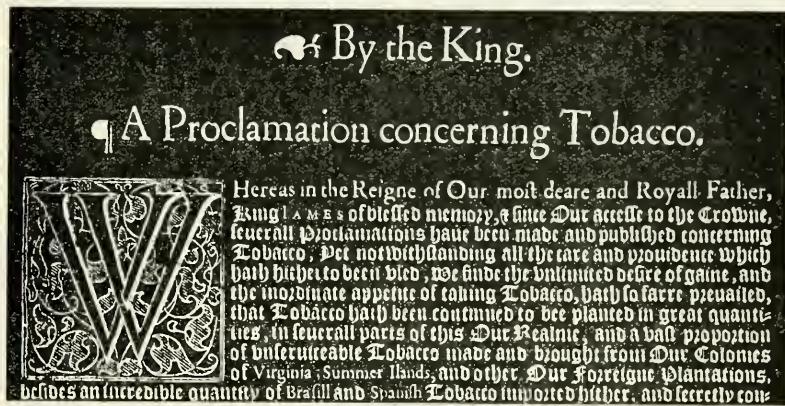 By the King.
¶ A Proclamation concerning Tobacco.
WHereas in the Reigne of Our most deare and Royall Father,
King IAMES of blessed memory, & since Our accesse to the Crowne,
seuerall Proclamations haue been made and published concerning
Tobacco; Yet notwithstanding all the care and prouidence which
hath hitherto been vsed, we finde the vnlimited desire of gaine, and
the inordinate appetite of taking Tobacco, hath so farre preuailed,
that Tobacco hath been continued to bee planted in great quanti-
ties, in seuerall parts of this Our Realme, and a vast proportion
of vnseruiceable Tobacco made and brought from Our Colonies
of Virginia, Summer Ilands, and other Our Forreigne Plantations,
besides an incredible quantity of Brasill and Spanish Tobacco imported hither, and secretly con-